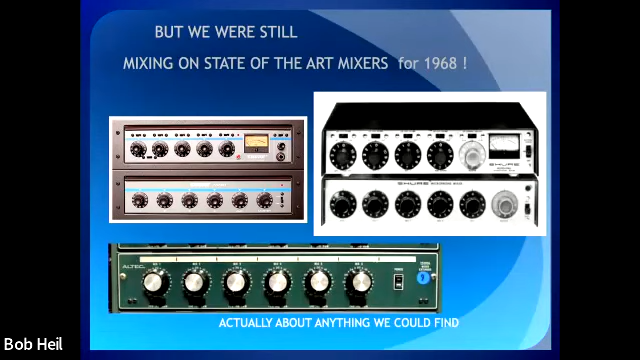 BUT WE WERE STILL
MIXING ON STATE OF THE ART MIXERS for 1968 !
SHURE
SHURE
ALTEC
ACTUALLY ABOUT ANYTHING WE COULD FIND
Bob Heil